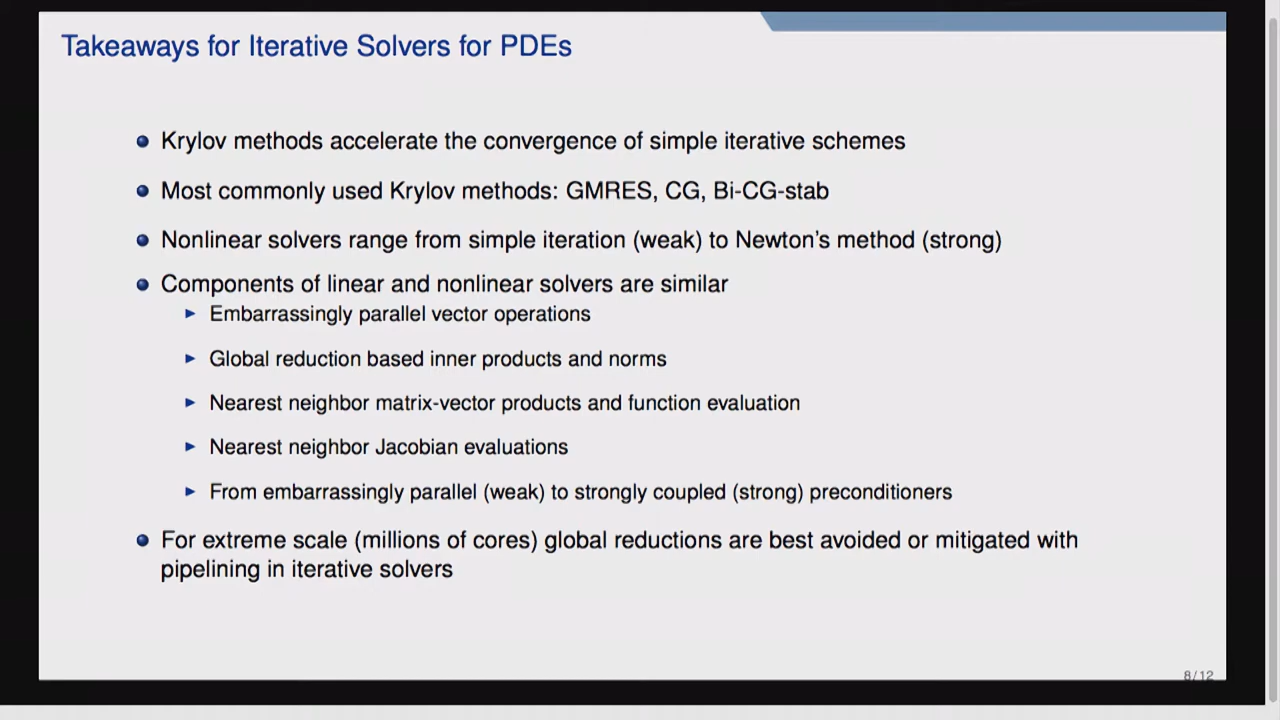 Takeaways for Iterative Solvers for PDEs
Krylov methods accelerate the convergence of simple iterative schemes
Most commonly used Krylov methods: GMRES, CG, Bi-CG-stab
Nonlinear solvers range from simple iteration (weak) to Newton's method (strong)
Components of linear and nonlinear solvers are similar
Embarrassingly parallel vector operations
Global reduction based inner products and norms
Nearest neighbor matrix-vector products and function evaluation
Nearest neighbor Jacobian evaluations
From embarrassingly parallel (weak) to strongly coupled (strong) preconditioners
For extreme scale (millions of cores) global reductions are best avoided or mitigated with
pipelining in iterative solvers
8/12